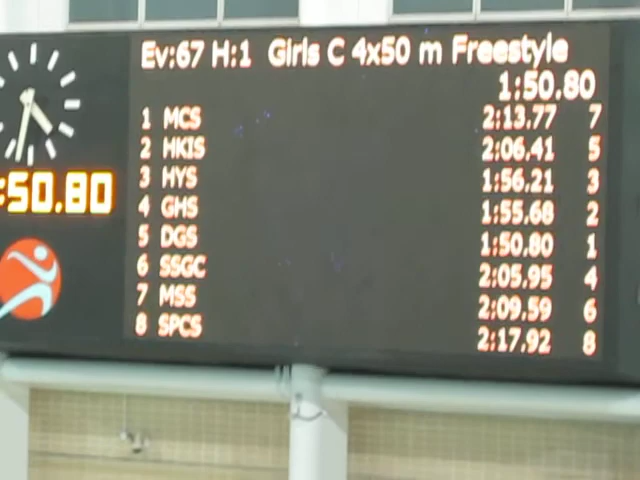 Ev:67 H:1 Girls C 4x50 m Freestyle
1:50.80
1 MCS 2:13.77 7
2 HKIS 2:06.41 5
3 HYS 1:56.21 3
4 GHS 1:55.68 2
5 DGS 1:50.80 1
6 SSGC 2:05.95 4
7 MSS 2:09.59 6
8 SPCS 2:17.92 8
:50.80